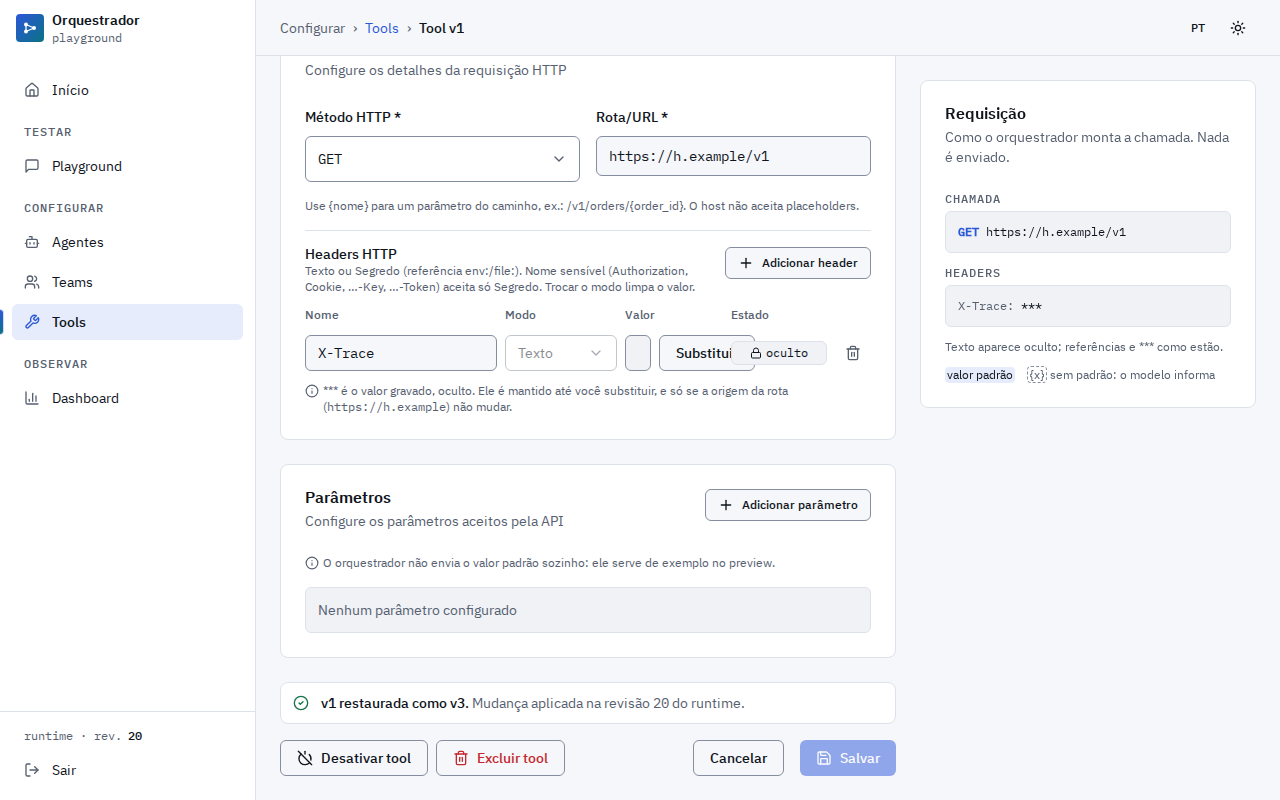 Orquestrador
playground
Início
TESTAR
Playground
CONFIGURAR
Agentes
Teams
Tools
OBSERVAR
Dashboard
runtime · rev. 20
Sair
Configurar › Tools › Tool v1
PT
Configure os detalhes da requisição HTTP
Método HTTP *
Rota/URL *
GET
https://h.example/v1
Use {nome} para um parâmetro do caminho, ex.: /v1/orders/{order_id}. O host não aceita placeholders.
Headers HTTP
Texto ou Segredo (referência env:/file:). Nome sensível (Authorization,
Cookie, …-Key, …-Token) aceita só Segredo. Trocar o modo limpa o valor.
Adicionar header
Nome
Modo
Valor
Estado
X-Trace
Texto
Substitui
oculto
*** é o valor gravado, oculto. Ele é mantido até você substituir, e só se a origem da rota
(https://h.example) não mudar.
Parâmetros
Configure os parâmetros aceitos pela API
Adicionar parâmetro
O orquestrador não envia o valor padrão sozinho: ele serve de exemplo no preview.
Nenhum parâmetro configurado
v1 restaurada como v3. Mudança aplicada na revisão 20 do runtime.
Desativar tool
Excluir tool
Cancelar
Salvar
Requisição
Como o orquestrador monta a chamada. Nada
é enviado.
CHAMADA
GET https://h.example/v1
HEADERS
X-Trace: ***
Texto aparece oculto; referências e *** como estão.
valor padrão {x} sem padrão: o modelo informa